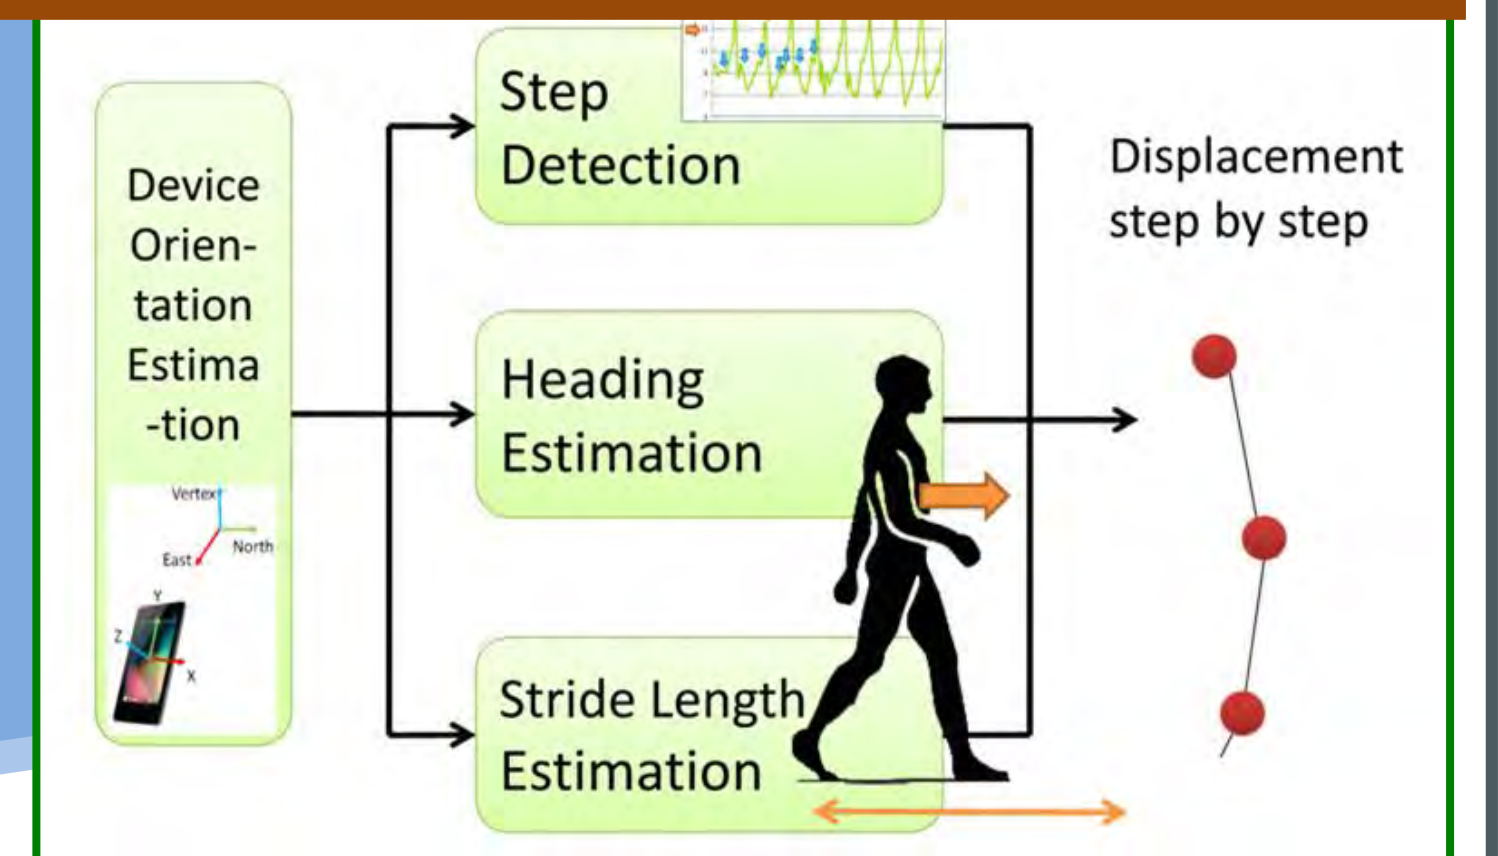 Device
Orien-
tation
Estima
-tion
Vertex
North
East
Y
Z
X
Step
Detection
Heading
Estimation
Stride Length
Estimation
Displacement
step by step